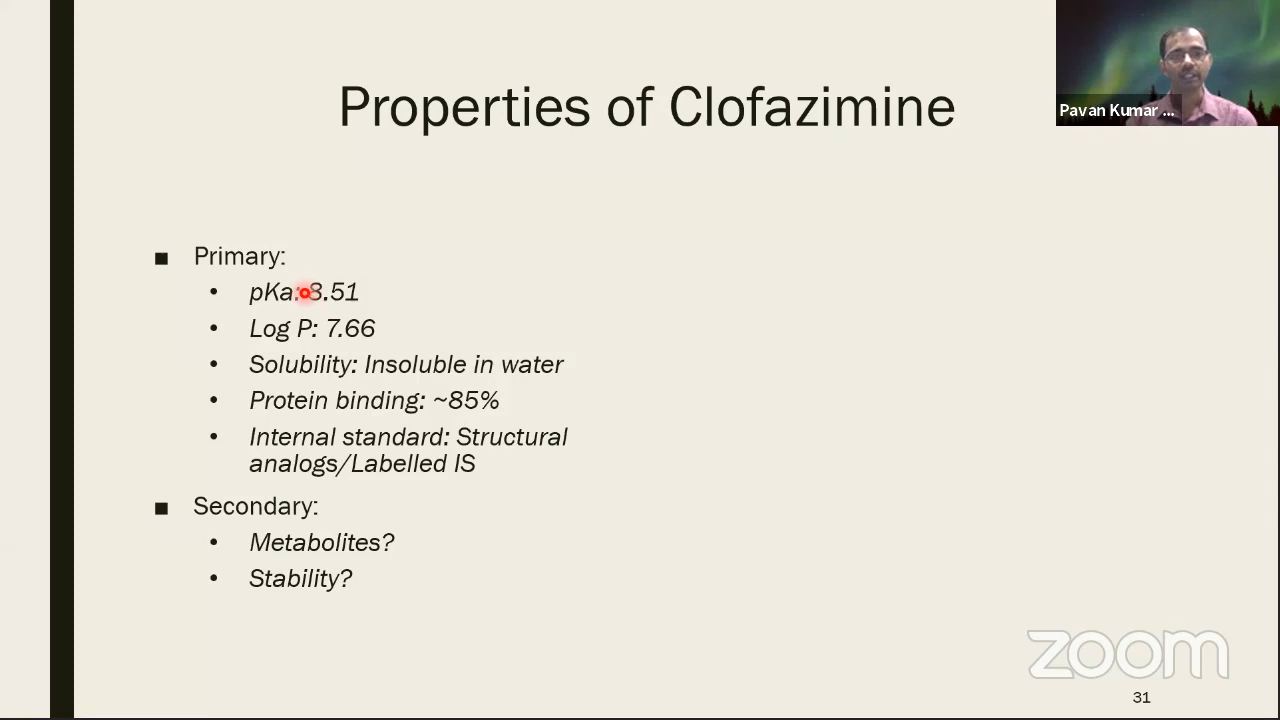 Properties of Clofazimine
Pavan Kumar ...
■ Primary:
• pKa: 8.51
• Log P: 7.66
• Solubility: Insoluble in water
• Protein binding: ~85%
• Internal standard: Structural
analogs/Labelled IS
■ Secondary:
• Metabolites?
• Stability?
zoom
31